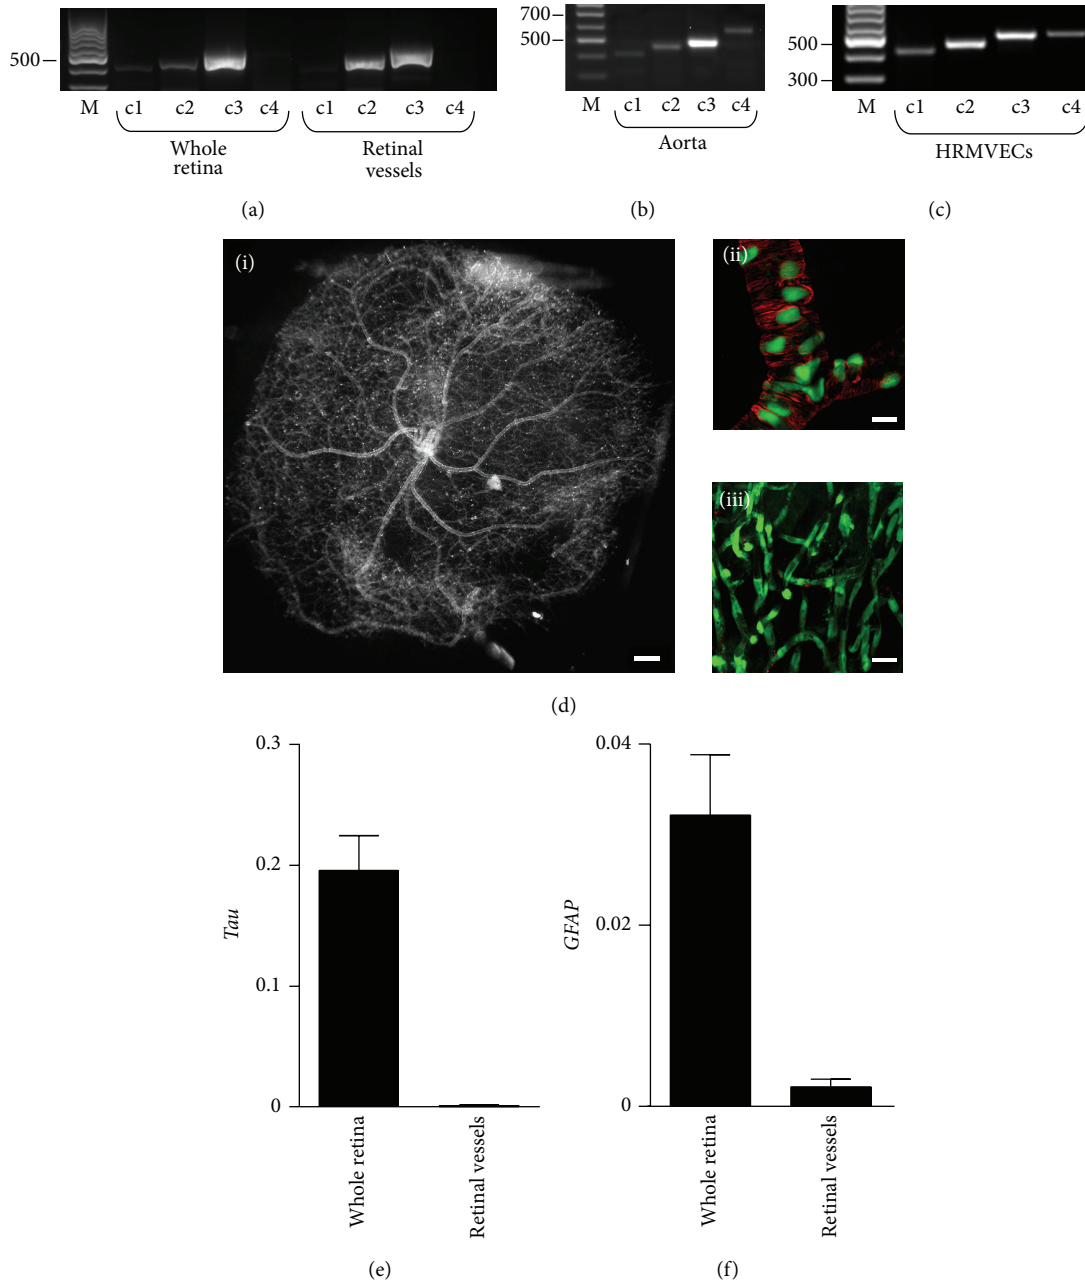 500
M c1 c2 c3 c4 c1 c2 c3 c4
Whole
retina
Retinal
vessels
(a)
700
500
M c1 c2 c3 c4
Aorta
(b)
500
300
M c1 c2 c3 c4
HRMVECs
(c)
(i)
(ii)
(iii)
(d)
0.3
0.2
0.1
0
Tau
Whole retina
Retinal vessels
(e)
0.04
0.02
0
GFAP
Whole retina
Retinal vessels
(f)